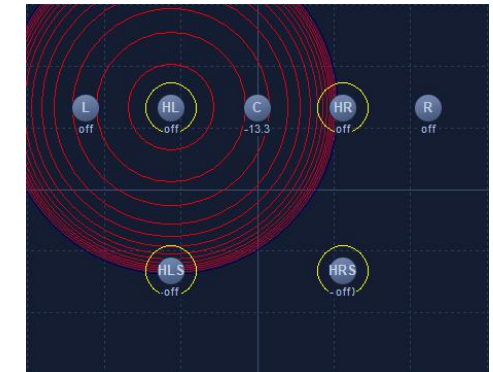 L HL C HR R
off off -13.3 off off
HLS HRS
-off- - off)